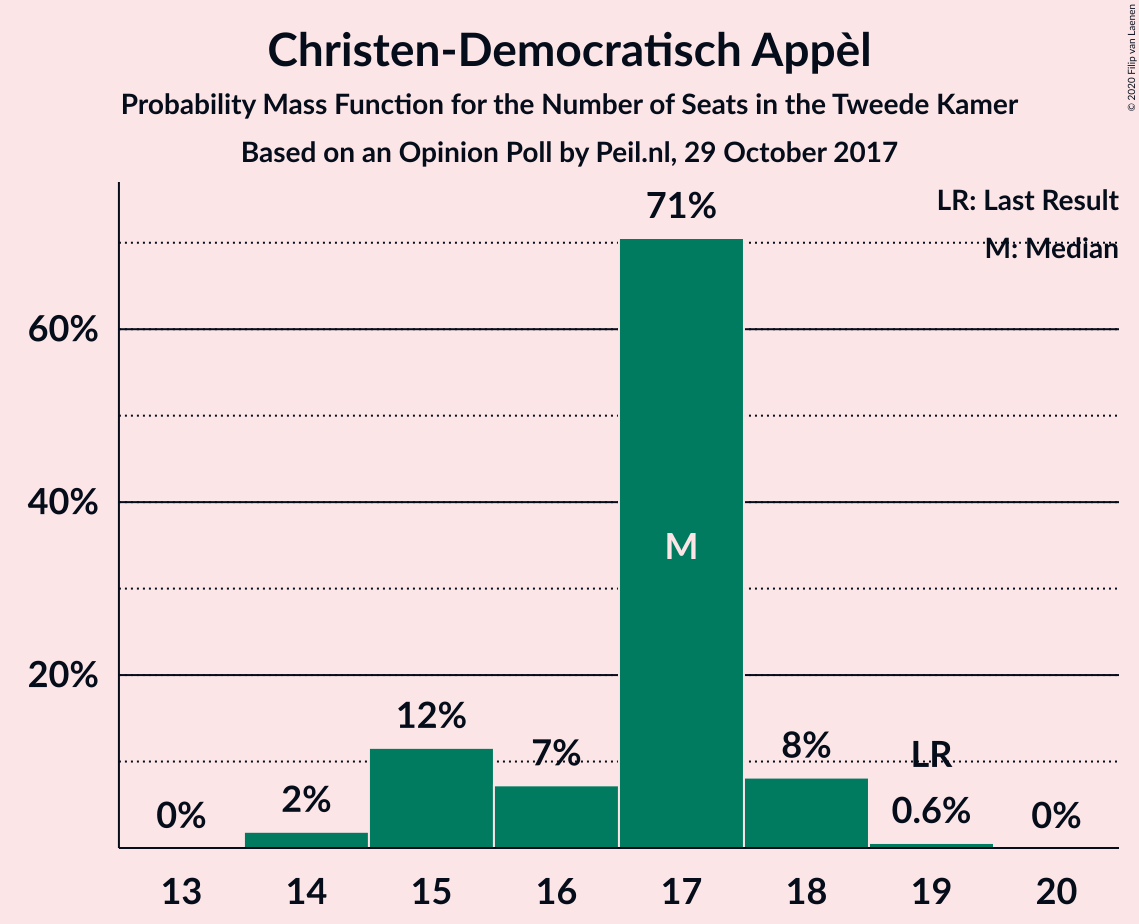 Christen-Democratisch Appèl
Probability Mass Function for the Number of Seats in the Tweede Kamer
Based on an Opinion Poll by Peil.nl, 29 October 2017
© 2020 Filip van Laenen
LR: Last Result
M: Median
71%
60%
40%
M
20%
12%
7%
8%
LR
0%
2%
0.6%
0%
13 14 15 16 17 18 19 20